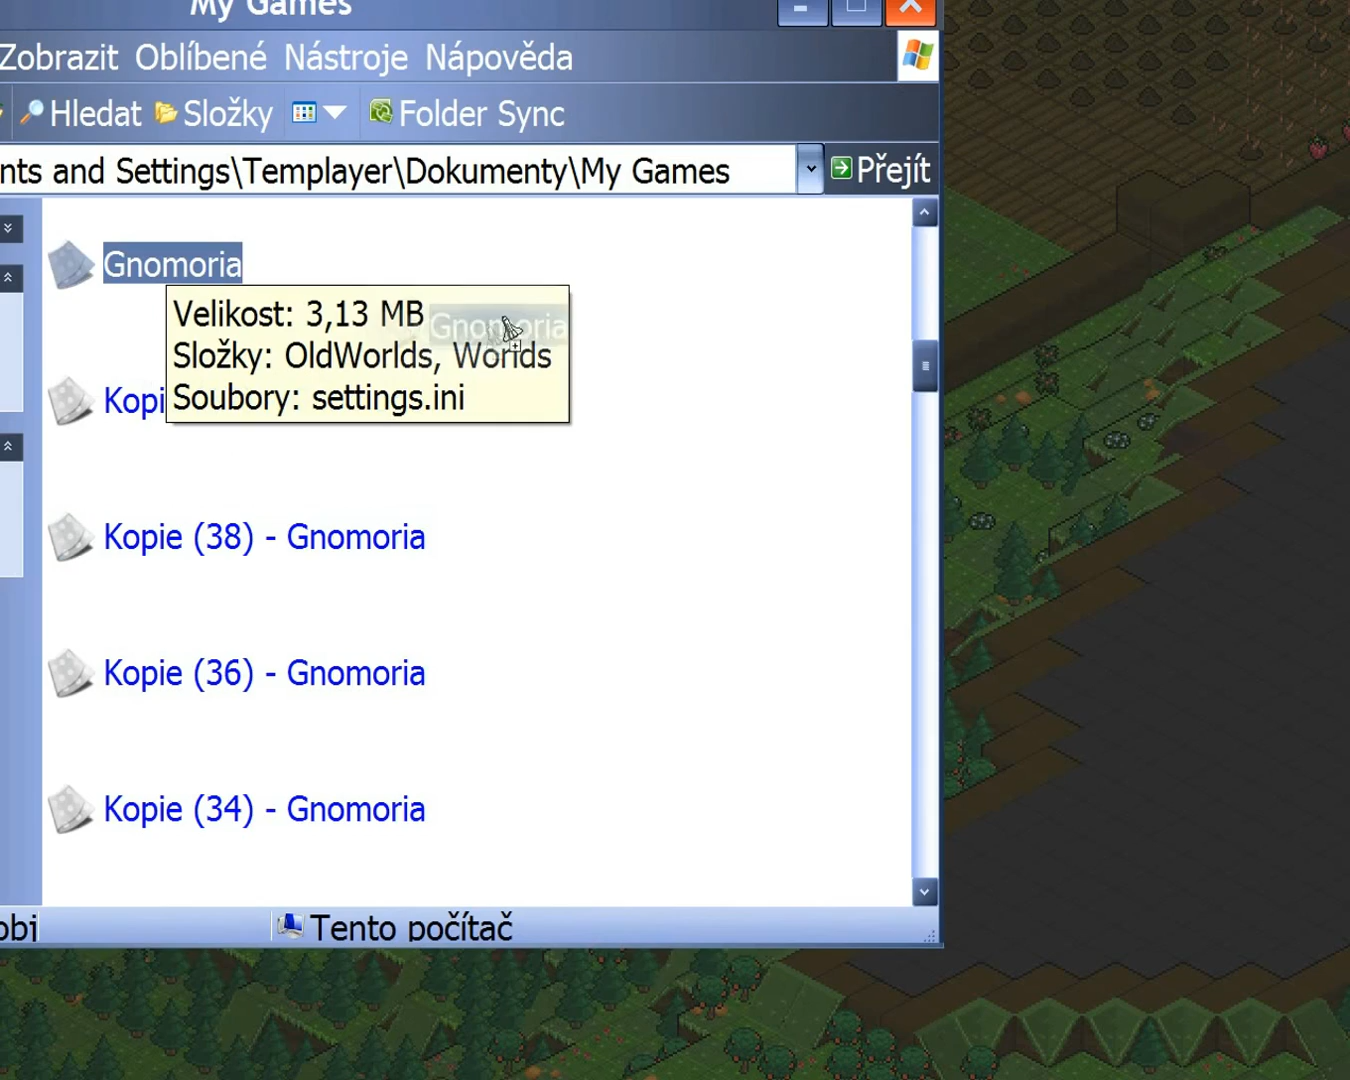 My Games
Zobrazit Oblíbené Nástroje Nápověda
Hledat Složky Folder Sync
nts and Settings\Templayer\Dokumenty\My Games Přejít
Gnomoria
Velikost: 3,13 MB
Gnomoria
Složky: OldWorlds, Worlds
Soubory: settings.ini
Kopi
Kopie (38) - Gnomoria
Kopie (36) - Gnomoria
Kopie (34) - Gnomoria
obi Tento počítač